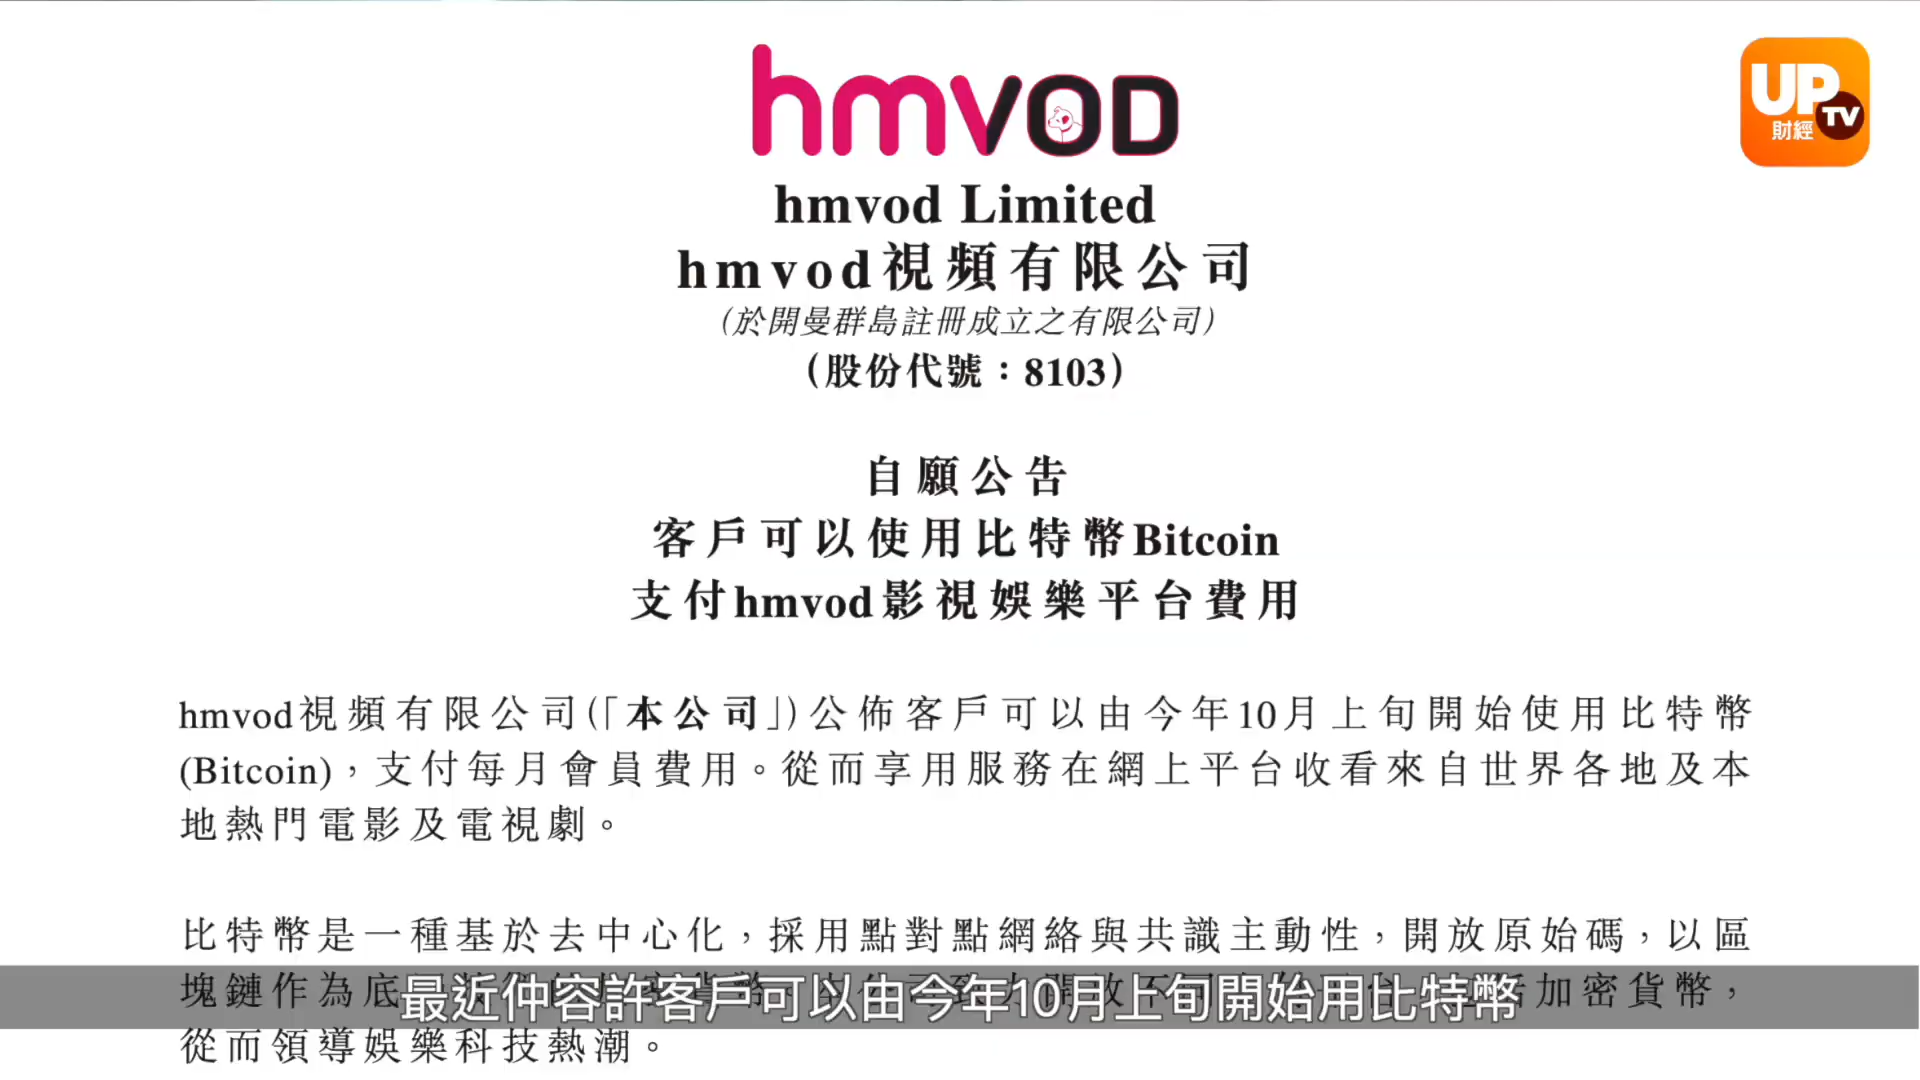 hmvod
UP TV
財經
hmvod Limited
hmvod視頻有限公司
(於開曼群島註冊成立之有限公司)
(股份代號：8103)
自願公告
客戶可以使用比特幣Bitcoin
支付hmvod影視娛樂平台費用
hmvod視頻有限公司(「本公司」)公佈客戶可以由今年10月上旬開始使用比特幣
(Bitcoin)，支付每月會員費用。從而享用服務在網上平台收看來自世界各地及本
地熱門電影及電視劇。
比特幣是一種基於去中心化，採用點對點網絡與共識主動性，開放原始碼，以區
塊鏈作為底 加密貨幣，
最近仲容許客戶可以由今年10月上旬開始用比特幣
從而領導娛樂科技熱潮。